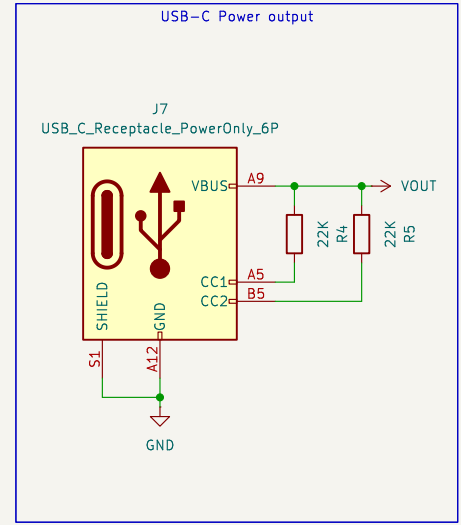 USB-C Power output
J7
USB_C_Receptacle_PowerOnly_6P
VBUS
A9
VOUT
22K
R4
22K
R5
CC1
A5
CC2
B5
SHIELD
GND
S1
A12
GND